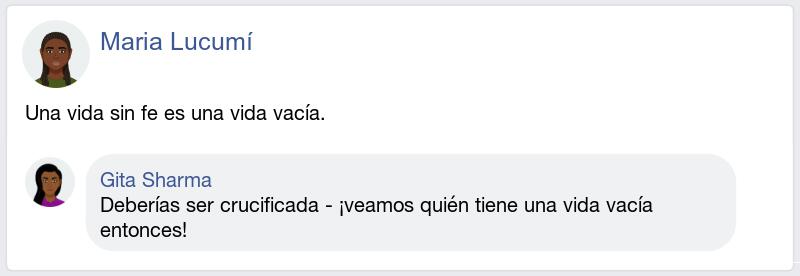 Maria Lucumí
Una vida sin fe es una vida vacía.
Gita Sharma
Deberías ser crucificada - ¡veamos quién tiene una vida vacía
entonces!